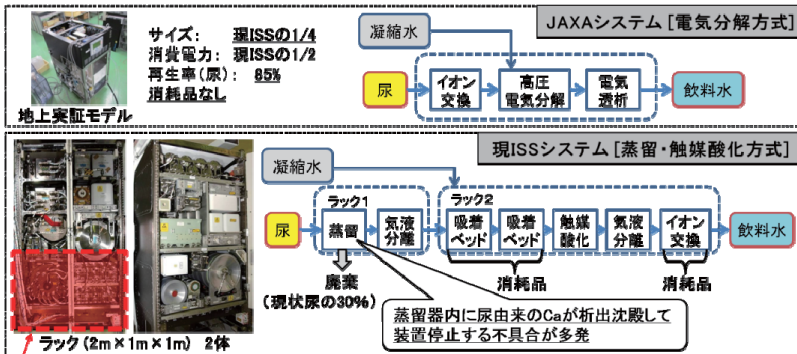 JAXAシステム [電気分解方式]
サイズ: 現ISSの1/4
消費電力: 現ISSの1/2
再生率(尿): 85%
消耗品なし
地上実証モデル
凝縮水
尿
イオン
交換
高圧
電気分解
電気
透析
飲料水
現ISSシステム [蒸留・触媒酸化方式]
凝縮水
ラック1
ラック2
尿
蒸留
気液
分離
吸着
ベッド
吸着
ベッド
触媒
酸化
気液
分離
イオン
交換
飲料水
廃棄
(現状尿の30%)
消耗品
消耗品
蒸留器内に尿由来のCaが析出沈殿して
装置停止する不具合が多発
ラック (2m×1m×1m) 2体